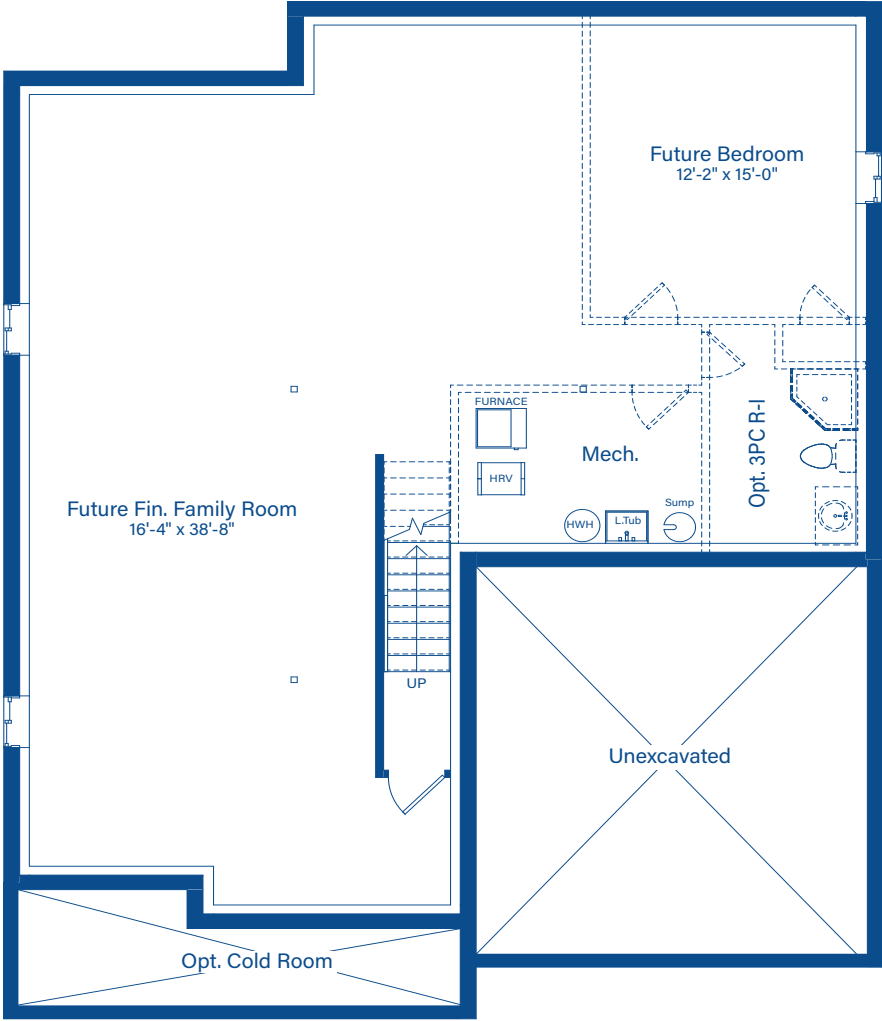 Future Bedroom
12'-2" x 15'-0"
FURNACE
Mech.
HRV
Opt. 3PC R-I
Future Fin. Family Room
16'-4" x 38'-8"
Sump
HWH
L.Tub
UP
Unexcavated
Opt. Cold Room